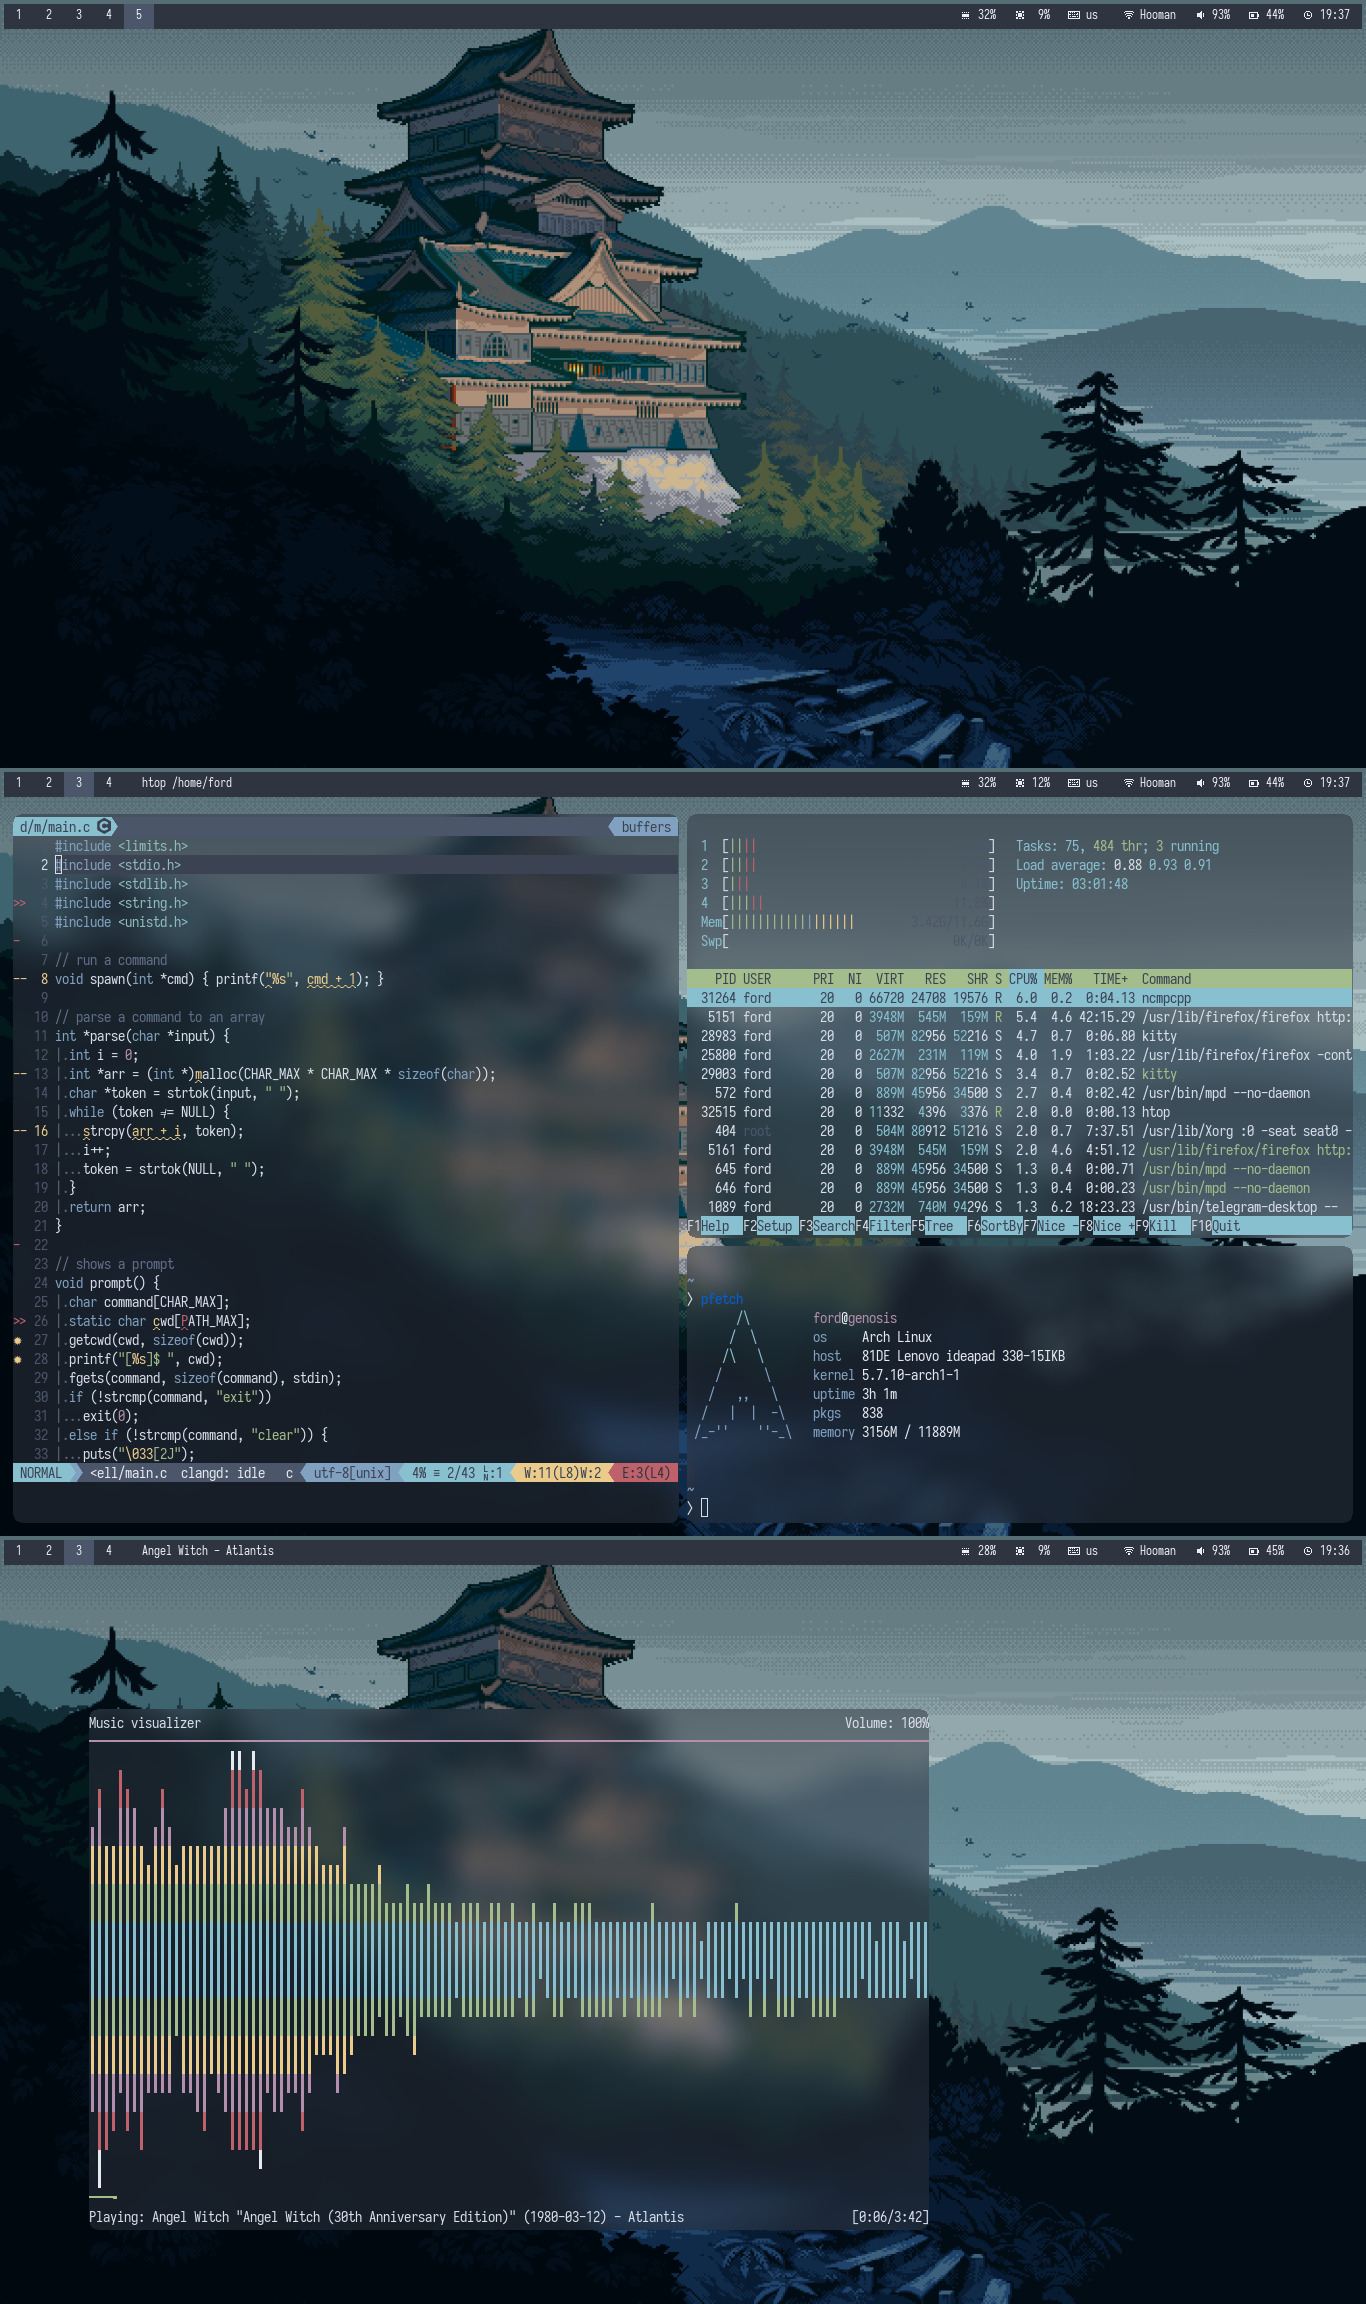 1 2 3 4 5 32% 9% us Hooman 93% 44% 19:37
1 2 3 4 htop /home/ford 32% 12% us Hooman 93% 44% 19:37
d/m/main.c buffers
#include <limits.h>
2 #include <stdio.h>
3 #include <stdlib.h>
>> 4 #include <string.h>
5 #include <unistd.h>
- 6
7 // run a command
-- 8 void spawn(int *cmd) { printf("%s", cmd + 1); }
9
10 // parse a command to an array
11 int *parse(char *input) {
12 |.int i = 0;
-- 13 |.int *arr = (int *)malloc(CHAR_MAX * CHAR_MAX * sizeof(char));
14 |.char *token = strtok(input, " ");
15 |.while (token ≠ NULL) {
-- 16 |...strcpy(arr + i, token);
17 |...i++;
18 |...token = strtok(NULL, " ");
19 |.}
20 |.return arr;
21 }
- 22
23 // shows a prompt
24 void prompt() {
25 |.char command[CHAR_MAX];
>> 26 |.static char cwd[PATH_MAX];
27 |.getcwd(cwd, sizeof(cwd));
28 |.printf("[%s]$ ", cwd);
29 |.fgets(command, sizeof(command), stdin);
30 |.if (!strcmp(command, "exit"))
31 |...exit(0);
32 |.else if (!strcmp(command, "clear")) {
33 |...puts("\033[2J");
NORMAL <ell/main.c clangd: idle c utf-8[unix] 4% ≡ 2/43 LN:1 W:11(L8)W:2 E:3(L4)
1 [|||| ] Tasks: 75, 484 thr; 3 running
2 [|||| ] Load average: 0.88 0.93 0.91
3 [||| ] Uptime: 03:01:48
4 [||||| ]
Mem[|||||||||||||||||| 3.42G/11.6G]
Swp[ 0K/0K]
PID USER PRI NI VIRT RES SHR S CPU% MEM% TIME+ Command
31264 ford 20 0 66720 24708 19576 R 6.0 0.2 0:04.13 ncmpcpp
5151 ford 20 0 3948M 545M 159M R 5.4 4.6 42:15.29 /usr/lib/firefox/firefox http:
28983 ford 20 0 507M 82956 52216 S 4.7 0.7 0:06.80 kitty
25800 ford 20 0 2627M 231M 119M S 4.0 1.9 1:03.22 /usr/lib/firefox/firefox -cont
29003 ford 20 0 507M 82956 52216 S 3.4 0.7 0:02.52 kitty
572 ford 20 0 889M 45956 34500 S 2.7 0.4 0:02.42 /usr/bin/mpd --no-daemon
32515 ford 20 0 11332 4396 3376 R 2.0 0.0 0:00.13 htop
404 root 20 0 504M 80912 51216 S 2.0 0.7 7:37.51 /usr/lib/Xorg :0 -seat seat0 -
5161 ford 20 0 3948M 545M 159M S 2.0 4.6 4:51.12 /usr/lib/firefox/firefox http:
645 ford 20 0 889M 45956 34500 S 1.3 0.4 0:00.71 /usr/bin/mpd --no-daemon
646 ford 20 0 889M 45956 34500 S 1.3 0.4 0:00.23 /usr/bin/mpd --no-daemon
1089 ford 20 0 2732M 740M 94296 S 1.3 6.2 18:23.23 /usr/bin/telegram-desktop --
F1Help F2Setup F3SearchF4FilterF5Tree F6SortByF7Nice -F8Nice +F9Kill F10Quit
~
❯ pfetch
/\ ford@genosis
/ \ os Arch Linux
/\ \ host 81DE Lenovo ideapad 330-15IKB
/ \ kernel 5.7.10-arch1-1
/ ,, \ uptime 3h 1m
/ | | -\ pkgs 838
/_-'' ''-_\ memory 3156M / 11889M
~
❯
1 2 3 4 Angel Witch - Atlantis 28% 9% us Hooman 93% 45% 19:36
Music visualizer Volume: 100%
Playing: Angel Witch "Angel Witch (30th Anniversary Edition)" (1980-03-12) - Atlantis [0:06/3:42]